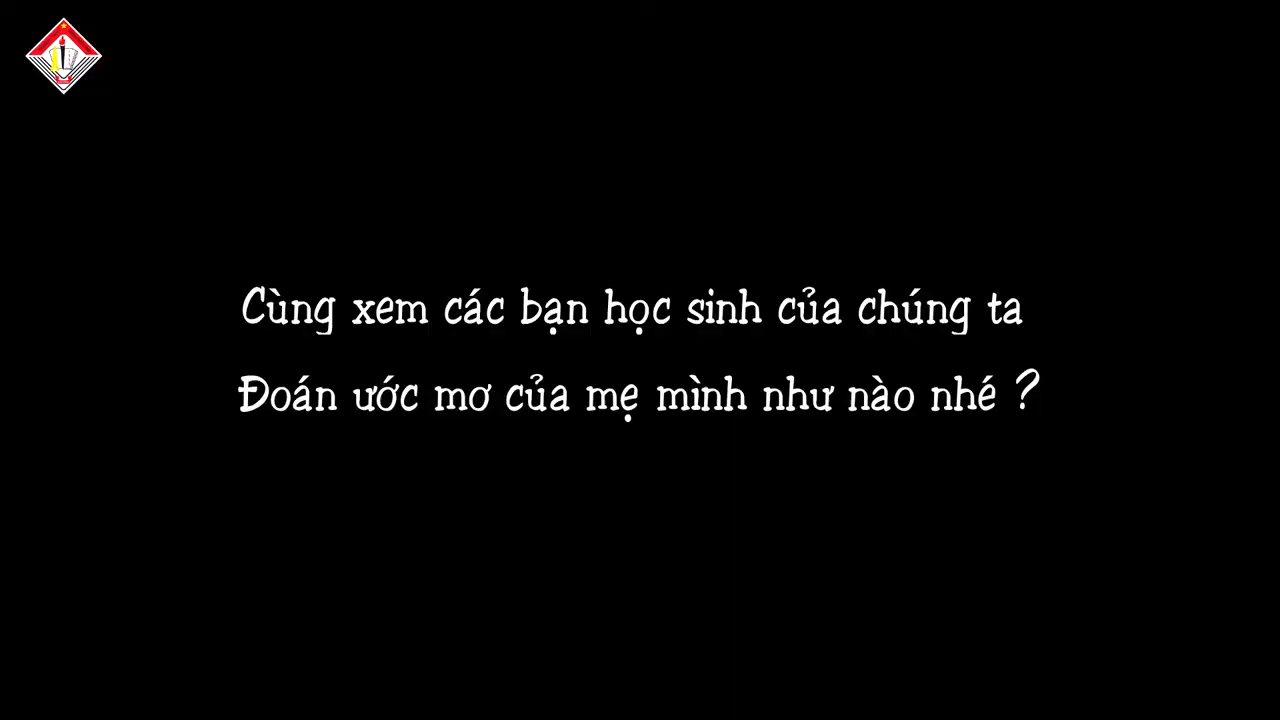 Cùng xem các bạn học sinh của chúng ta
Đoán ước mơ của mẹ mình như nào nhé ?